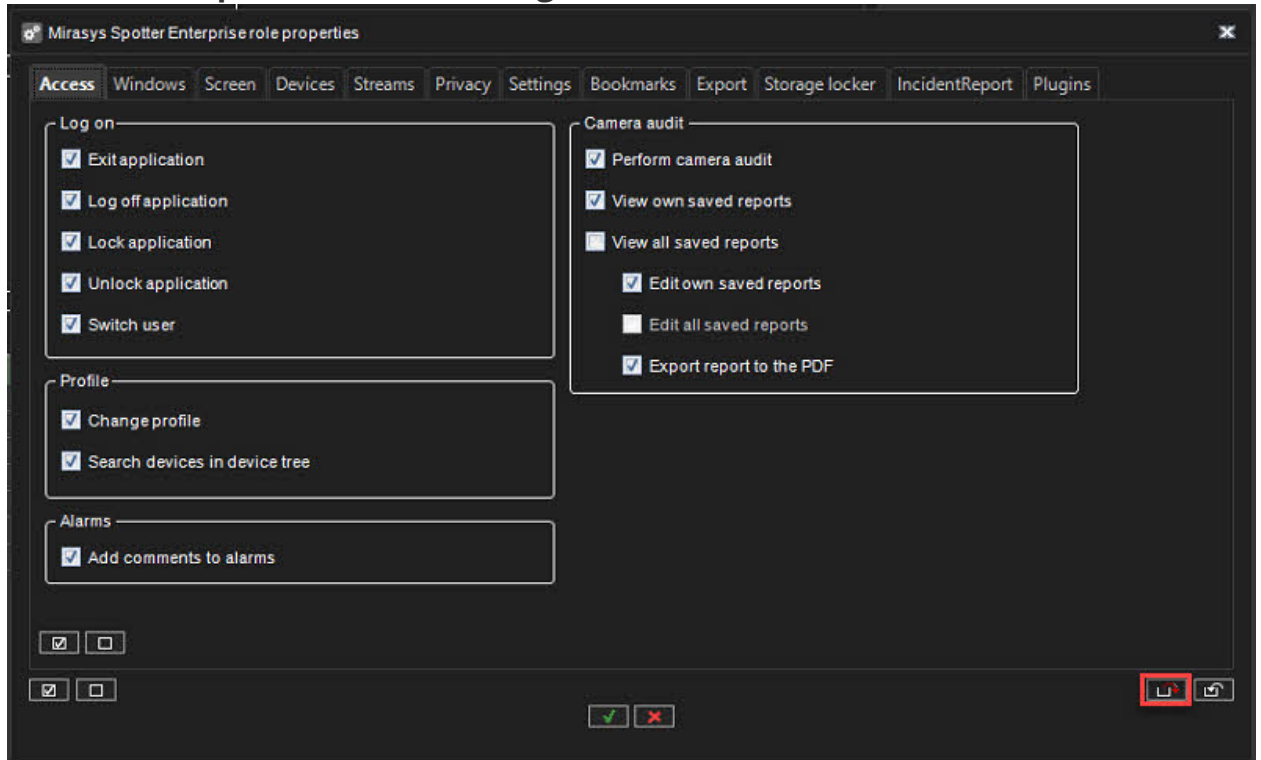 Mirasys Spotter Enterprise role properties
Access Windows Screen Devices Streams Privacy Settings Bookmarks Export Storage locker IncidentReport Plugins
Log on
Exit application
Log off application
Lock application
Unlock application
Switch user
Profile
Change profile
Search devices in device tree
Alarms
Add comments to alarms
Camera audit
Perform camera audit
View own saved reports
View all saved reports
Edit own saved reports
Edit all saved reports
Export report to the PDF